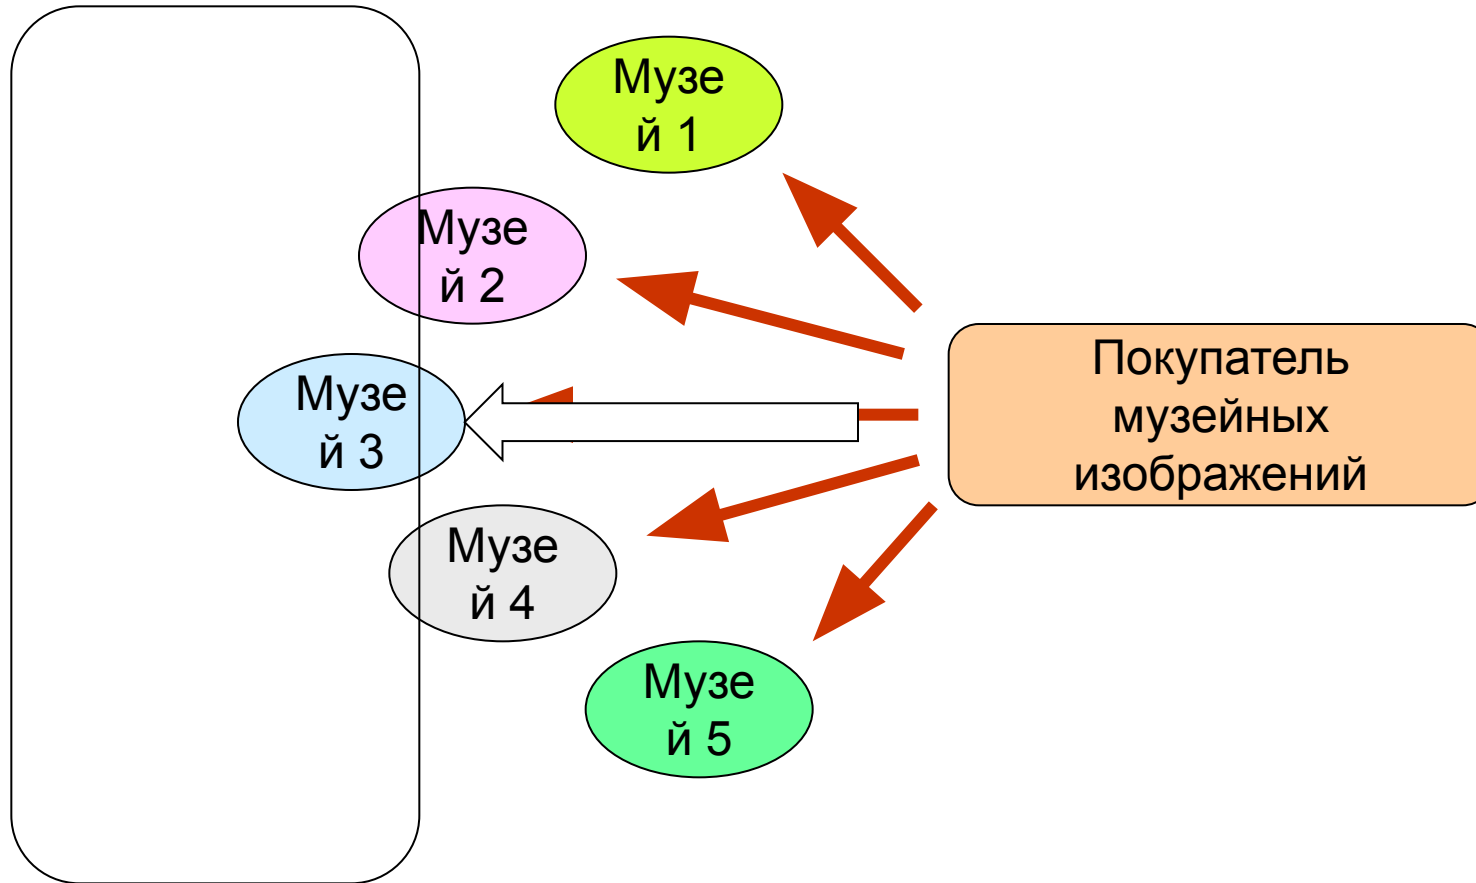 Музе
й 1
Музе
й 2
Музе
й 3
Музе
й 4
Музе
й 5
Покупатель
музейных
изображений